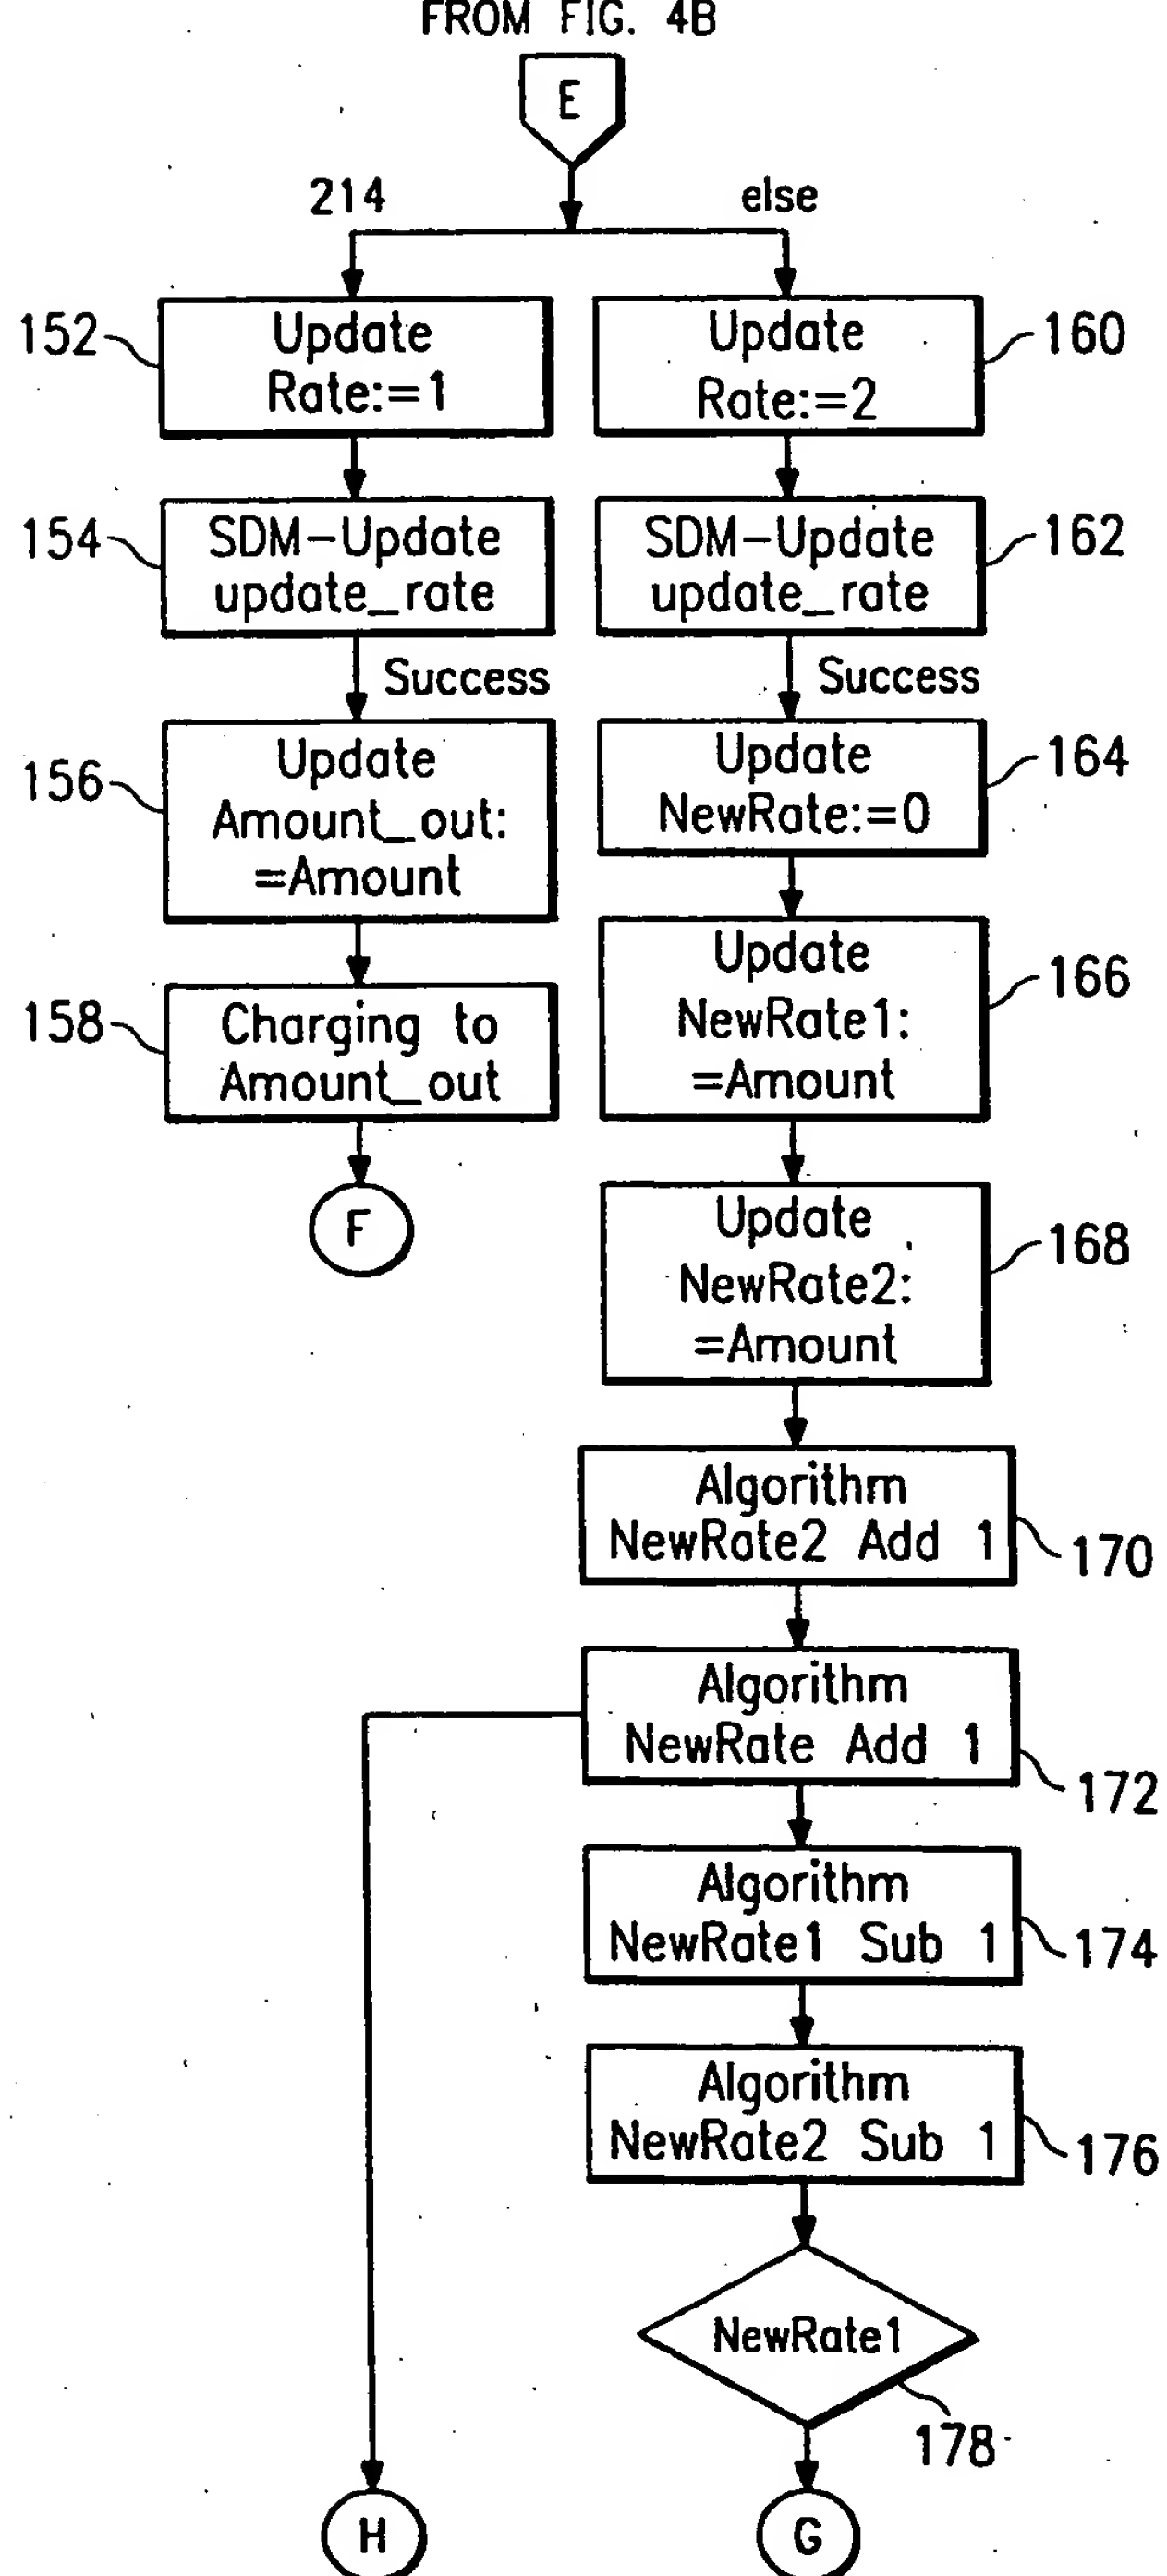 FROM FIG. 4B
E
214
else
152
Update
Rate:=1
160
Update
Rate:=2
154
SDM-Update
update_rate
162
SDM-Update
update_rate
Success
Success
156
Update
Amount_out:
=Amount
164
Update
NewRate:=0
158
Charging to
Amount_out
166
Update
NewRate1:
=Amount
F
168
Update
NewRate2:
=Amount
Algorithm
NewRate2 Add 1
170
Algorithm
NewRate Add 1
172
Algorithm
NewRate1 Sub 1
174
Algorithm
NewRate2 Sub 1
176
NewRate1
178
H
G